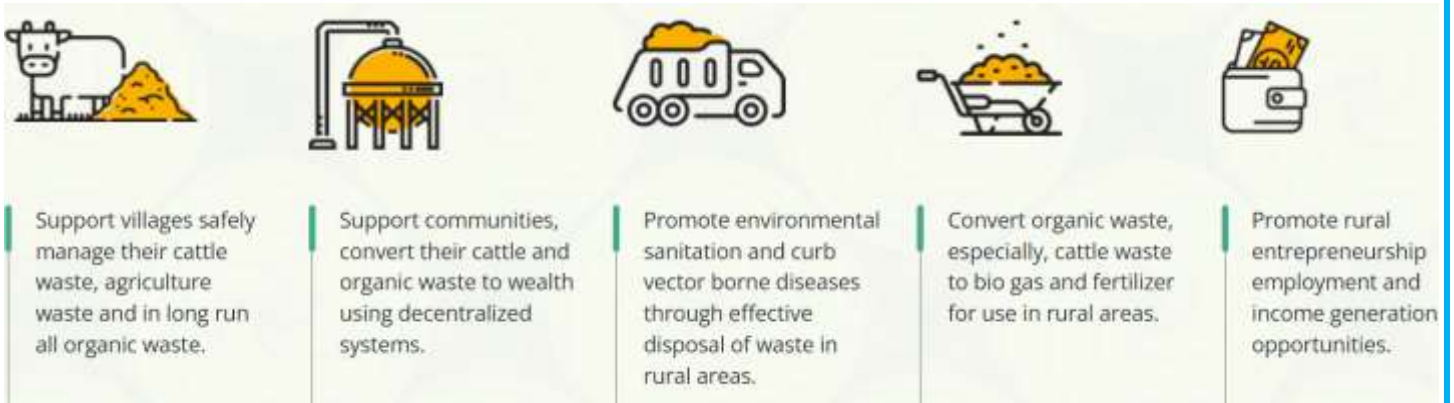 Support villages safely
manage their cattle
waste, agriculture
waste and in long run
all organic waste.
Support communities,
convert their cattle and
organic waste to wealth
using decentralized
systems.
Promote environmental
sanitation and curb
vector borne diseases
through effective
disposal of waste in
rural areas.
Convert organic waste,
especially, cattle waste
to bio gas and fertilizer
for use in rural areas.
Promote rural
entrepreneurship
employment and
income generation
opportunities.